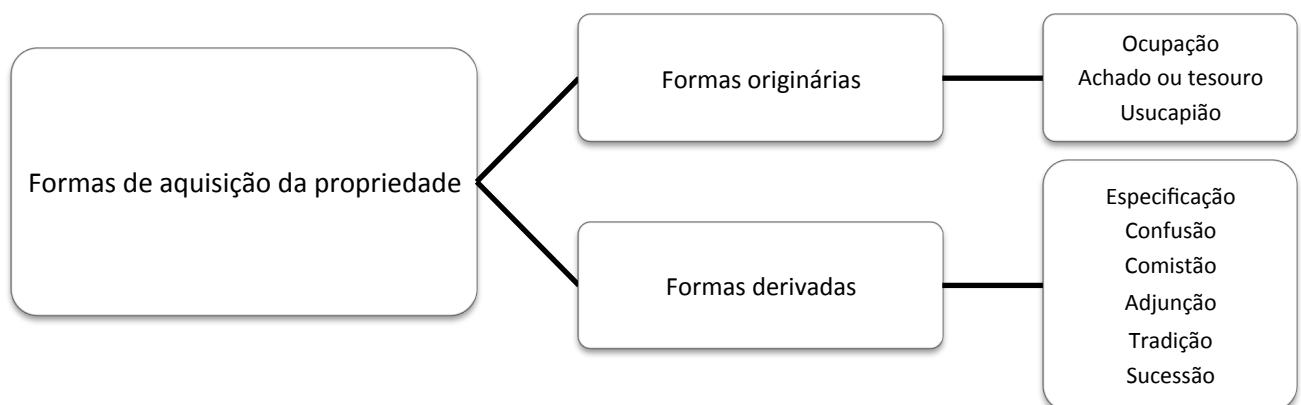 Formas de aquisição da propriedade
Formas originárias
Ocupação
Achado ou tesouro
Usucapião
Formas derivadas
Especificação
Confusão
Comistão
Adjunção
Tradição
Sucessão